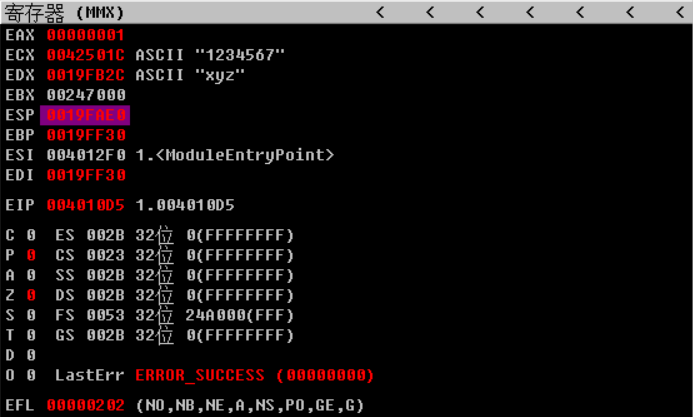 寄存器 (MMX) < < < < < < <
EAX 00000001
ECX 0042501C ASCII "1234567"
EDX 0019FB2C ASCII "xyz"
EBX 00247000
ESP 0019FAE0
EBP 0019FF30
ESI 004012F0 1.<ModuleEntryPoint>
EDI 0019FF30
EIP 004010D5 1.004010D5
C 0 ES 002B 32位 0(FFFFFFFF)
P 0 CS 0023 32位 0(FFFFFFFF)
A 0 SS 002B 32位 0(FFFFFFFF)
Z 0 DS 002B 32位 0(FFFFFFFF)
S 0 FS 0053 32位 24A000(FFF)
T 0 GS 002B 32位 0(FFFFFFFF)
D 0
O 0 LastErr ERROR_SUCCESS (00000000)
EFL 00000202 (NO,NB,NE,A,NS,PO,GE,G)